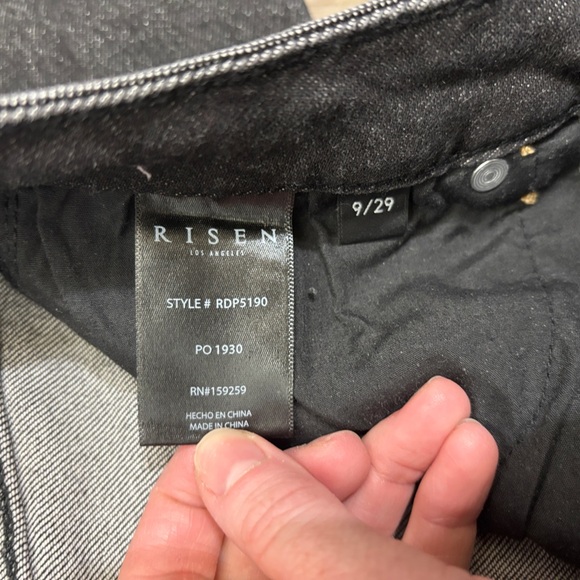 RISEN
LOS ANGELES
9/29
STYLE # RDP5190
PO 1930
RN#159259
HECHO EN CHINA
MADE IN CHINA